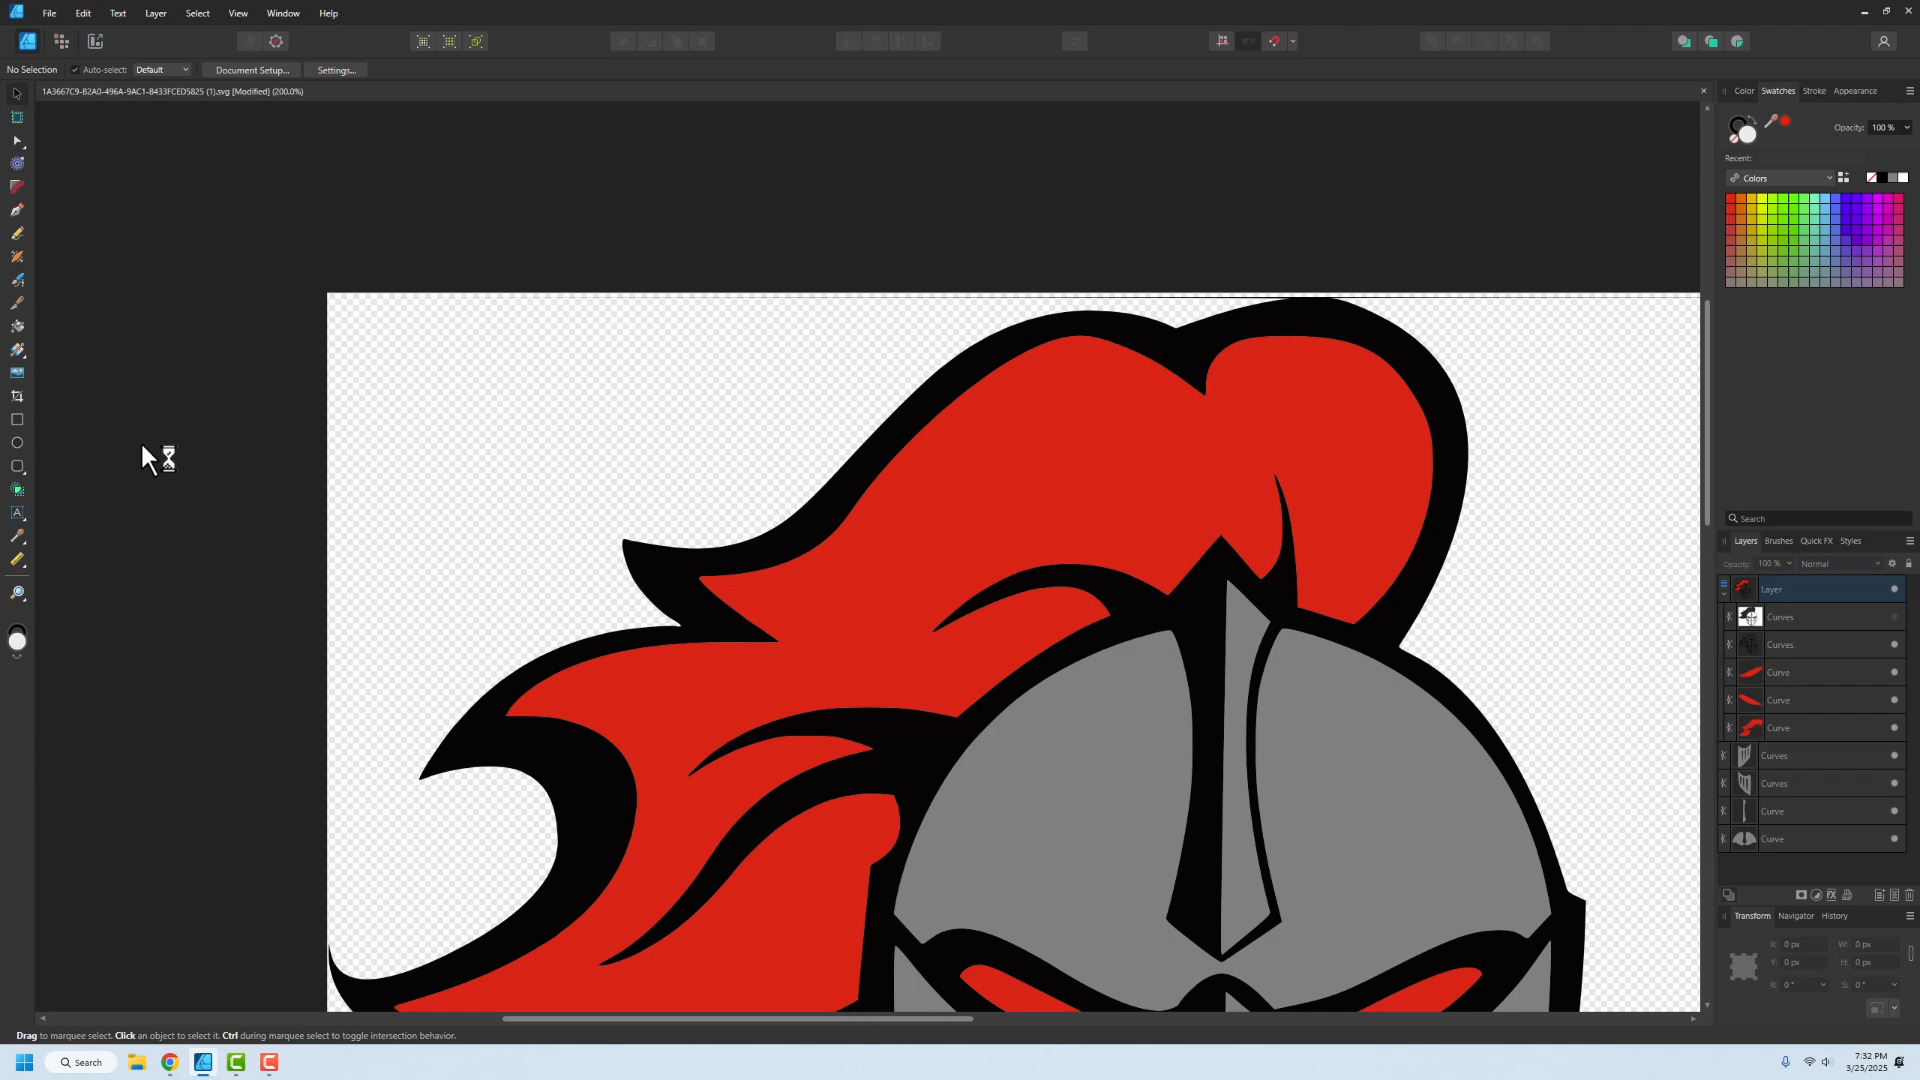 File Edit Text Layer Select View Window Help
No Selection Auto-select: Default Document Setup... Settings...
1A3667C9-B2A0-496A-9AC1-B433FCED5825 (1).svg [Modified] (200.0%)
Color Swatches Stroke Appearance
Opacity: 100 %
Recent:
Colors
Search
Layers Brushes Quick FX Styles
Opacity: 100 % Normal
Layer
Curves
Curves
Curve
Curve
Curve
Curves
Curves
Curve
Curve
Transform Navigator History
X: 0 px W: 0 px
Y: 0 px H: 0 px
R: 0 ° S: 0 °
Drag to marquee select. Click an object to select it. Ctrl during marquee select to toggle intersection behavior.
Search
7:32 PM
3/25/2025